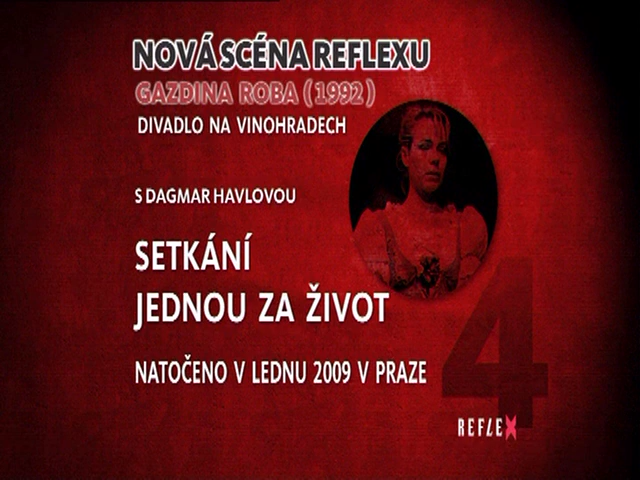 NOVÁ SCÉNA REFLEXU
GAZDINA ROBA (1992)
DIVADLO NA VINOHRADECH
S DAGMAR HAVLOVOU
SETKÁNÍ
JEDNOU ZA ŽIVOT
NATOČENO V LEDNU 2009 V PRAZE
4
REFLEX